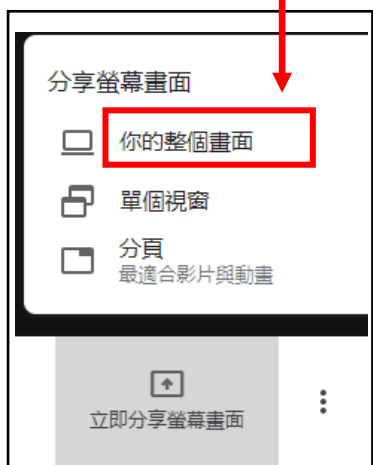 分享螢幕畫面
你的整個畫面
單個視窗
分頁
最適合影片與動畫
立即分享螢幕畫面